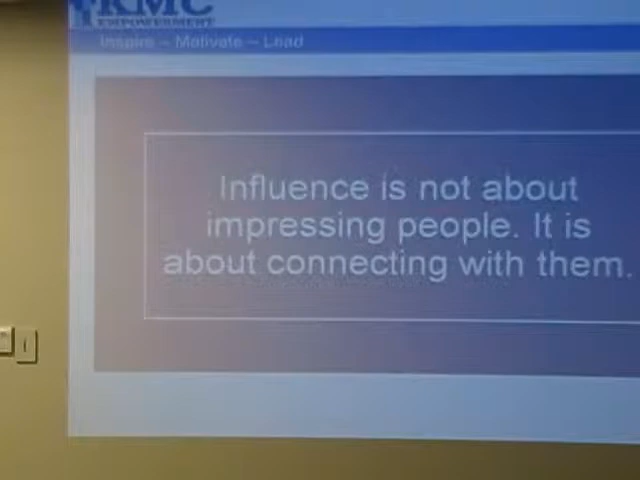 KMC
EMPOWERMENT
Inspire – Motivate – Lead
Influence is not about
impressing people. It is
about connecting with them.